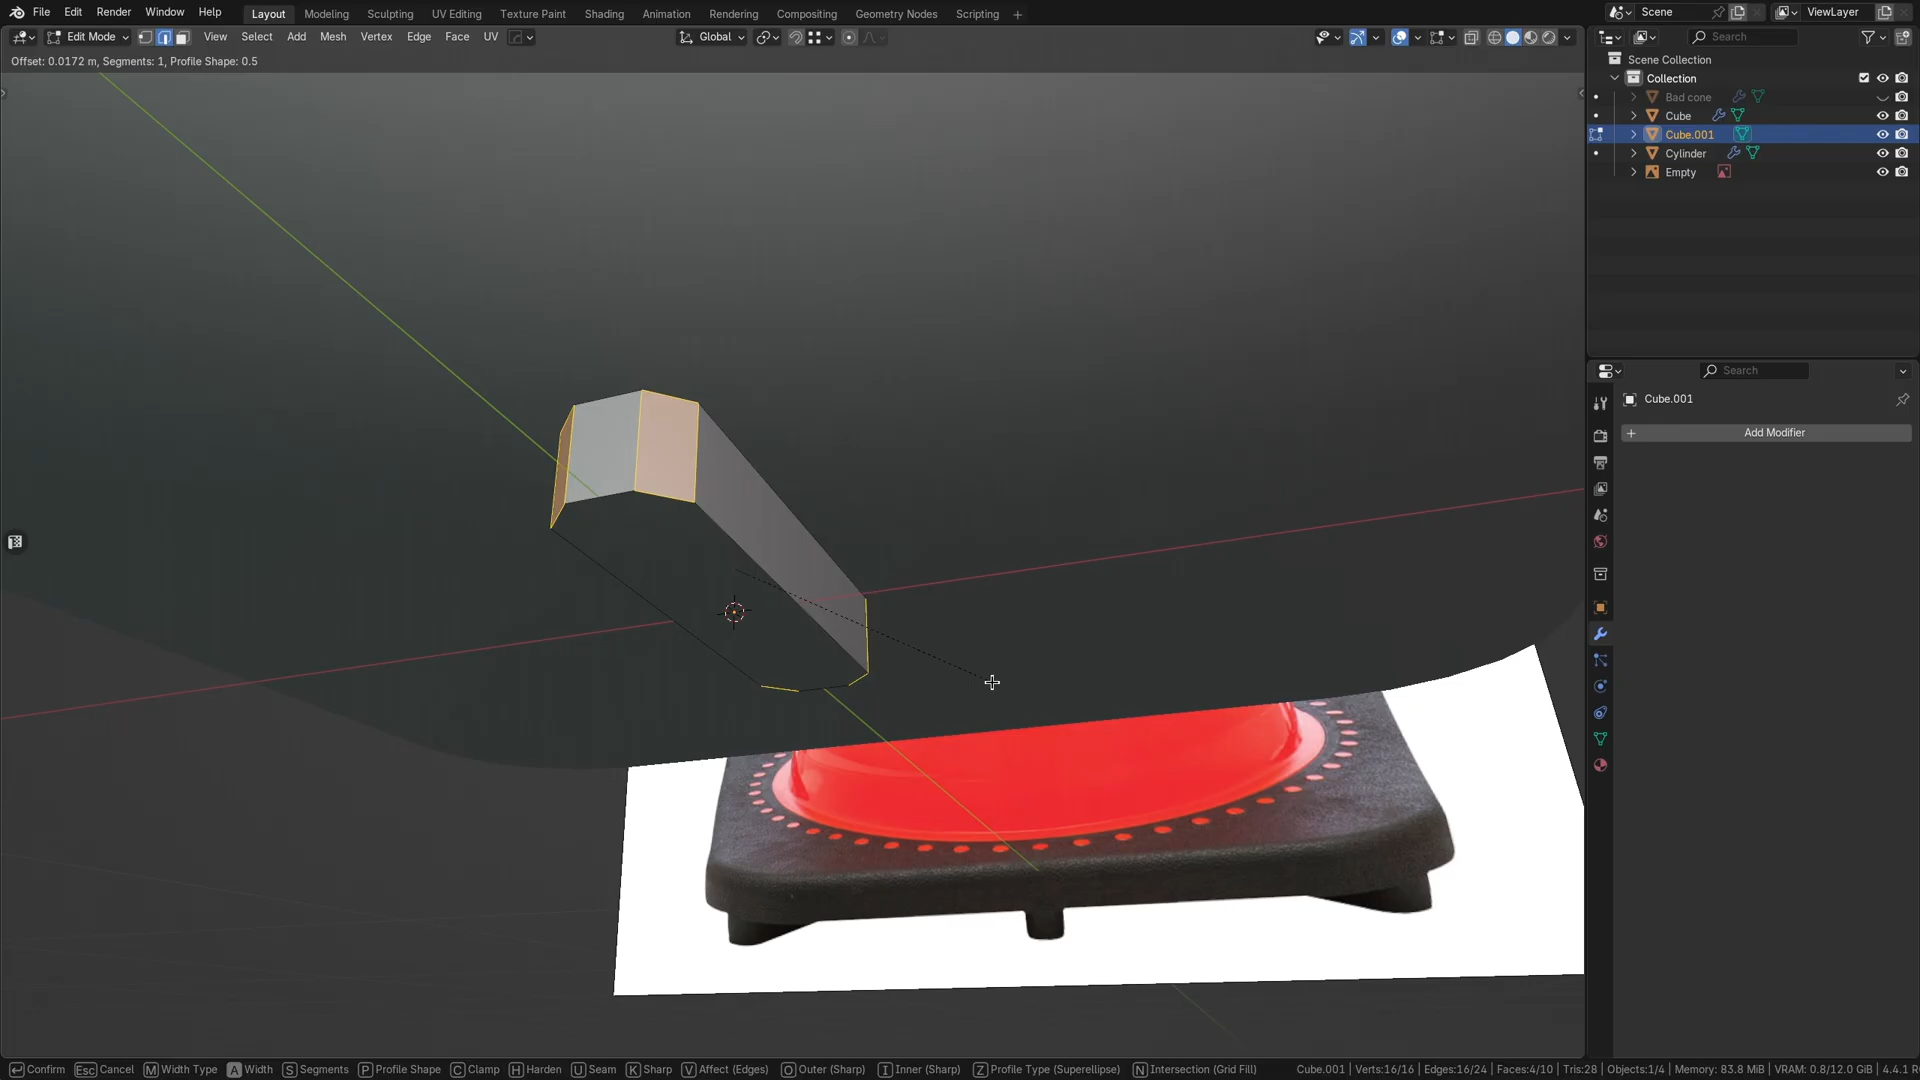 File Edit Render Window Help Layout Modeling Sculpting UV Editing Texture Paint Shading Animation Rendering Compositing Geometry Nodes Scripting + Scene ViewLayer
Edit Mode View Select Add Mesh Vertex Edge Face UV Global Search
Offset: 0.0172 m, Segments: 1, Profile Shape: 0.5
Scene Collection
Collection
Bad cone
Cube
Cube.001
Cylinder
Empty
Search
Cube.001
+ Add Modifier
Confirm Esc Cancel M Width Type A Width S Segments P Profile Shape C Clamp H Harden U Seam K Sharp V Affect (Edges) O Outer (Sharp) I Inner (Sharp) Z Profile Type (Superellipse) N Intersection (Grid Fill) Cube.001 | Verts:16/16 | Edges:16/24 | Faces:4/10 | Tris:28 | Objects:1/4 | Memory: 83.8 MiB | VRAM: 0.8/12.0 GiB | 4.4.1